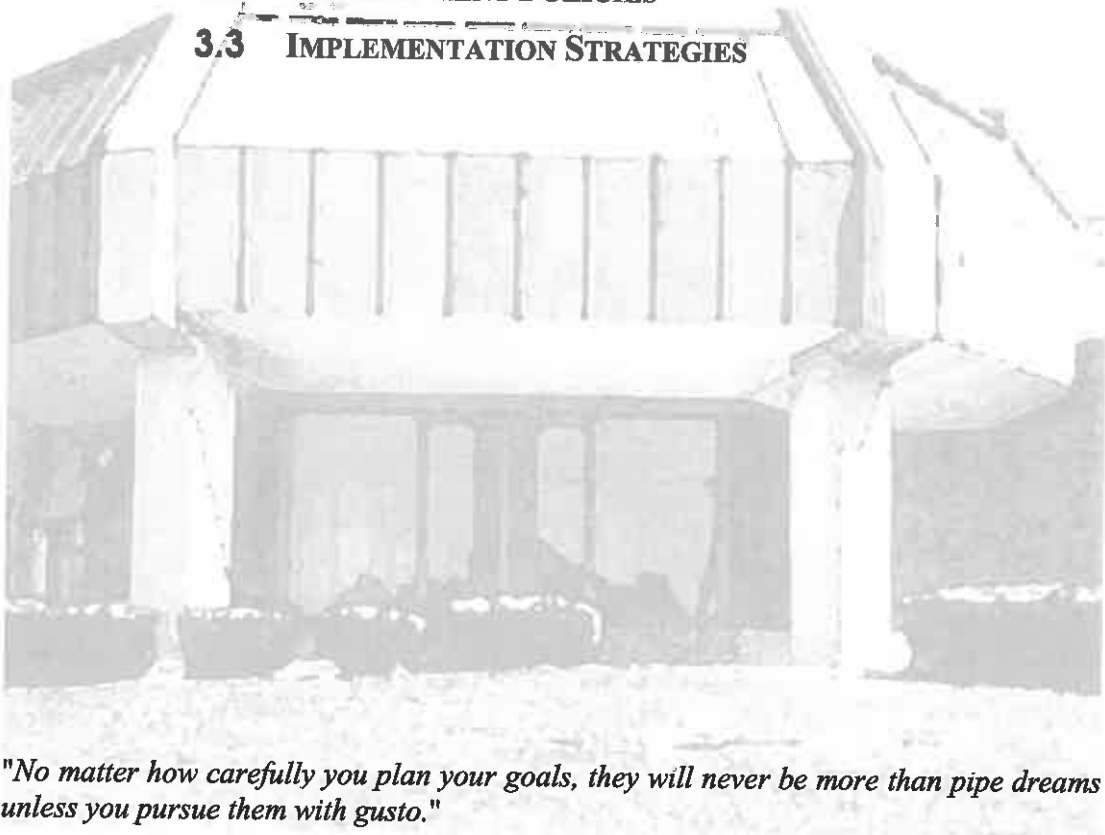 3.3 IMPLEMENTATION STRATEGIES
"No matter how carefully you plan your goals, they will never be more than pipe dreams
unless you pursue them with gusto."